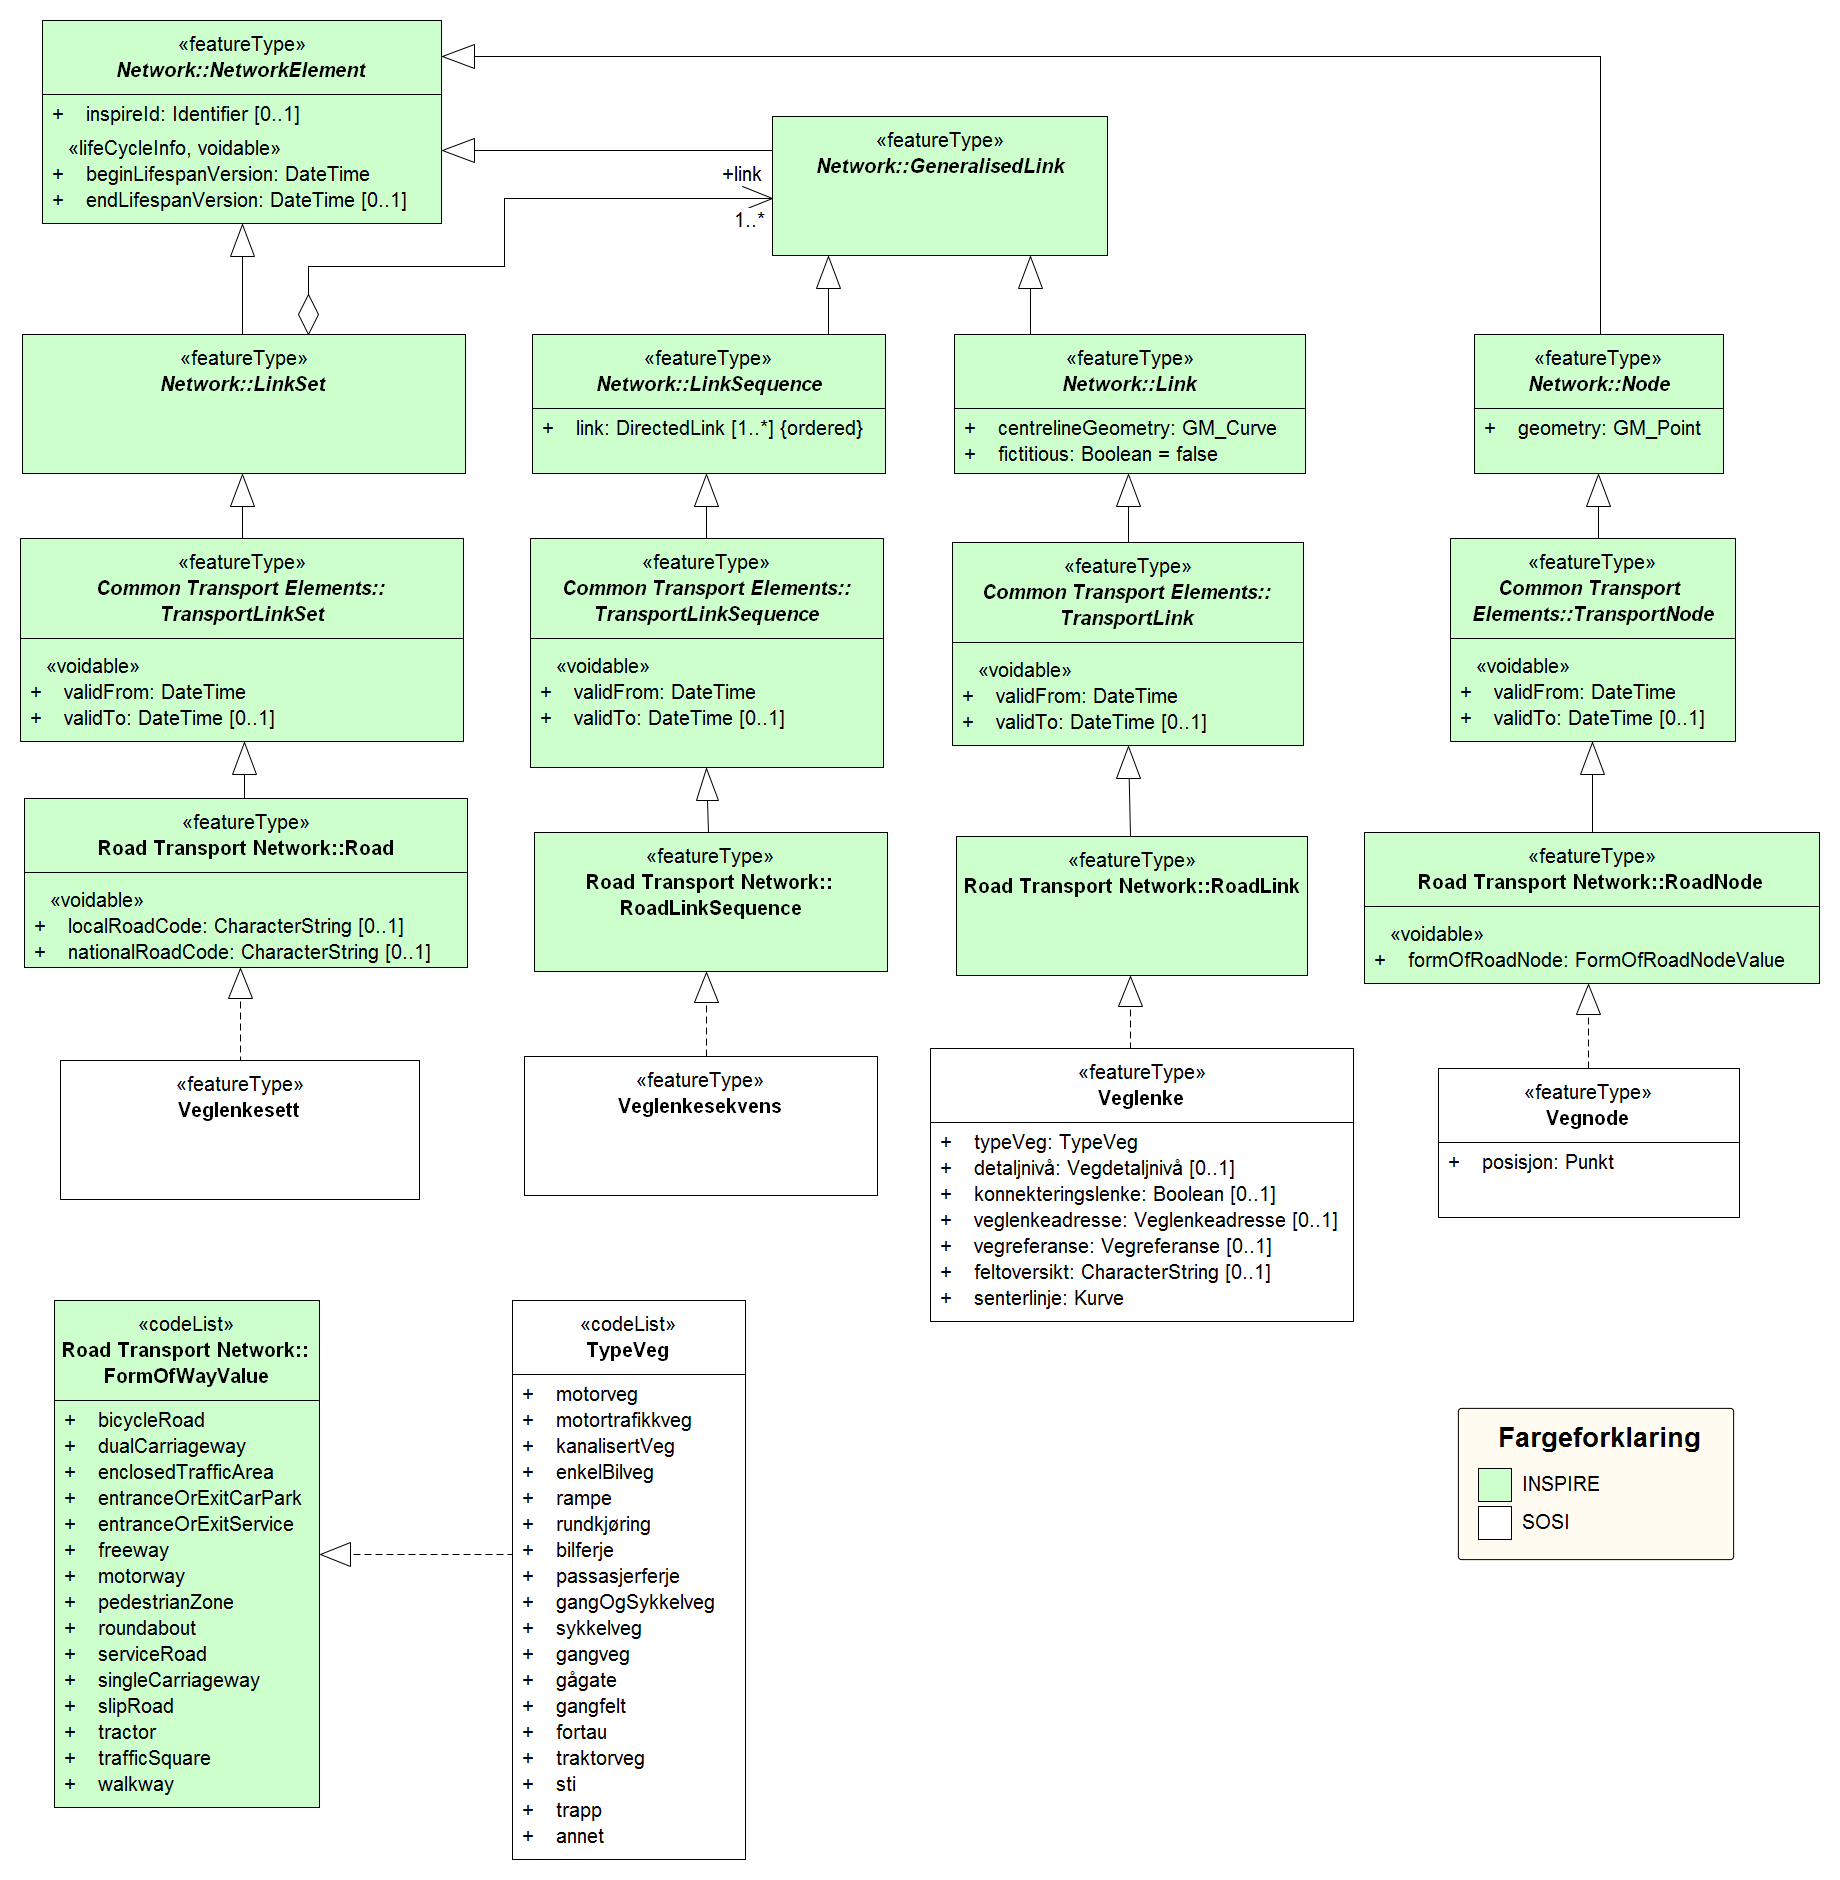 «featureType»
Network::NetworkElement
+ inspireId: Identifier [0..1]
«lifeCycleInfo, voidable»
+ beginLifespanVersion: DateTime
+ endLifespanVersion: DateTime [0..1]
«featureType»
Network::GeneralisedLink
+link
1..*
«featureType»
Network::LinkSet
«featureType»
Network::LinkSequence
+ link: DirectedLink [1..*] {ordered}
«featureType»
Network::Link
+ centrelineGeometry: GM_Curve
+ fictitious: Boolean = false
«featureType»
Network::Node
+ geometry: GM_Point
«featureType»
Common Transport Elements::
TransportLinkSet
«voidable»
+ validFrom: DateTime
+ validTo: DateTime [0..1]
«featureType»
Common Transport Elements::
TransportLinkSequence
«voidable»
+ validFrom: DateTime
+ validTo: DateTime [0..1]
«featureType»
Common Transport Elements::
TransportLink
«voidable»
+ validFrom: DateTime
+ validTo: DateTime [0..1]
«featureType»
Common Transport
Elements::TransportNode
«voidable»
+ validFrom: DateTime
+ validTo: DateTime [0..1]
«featureType»
Road Transport Network::Road
«voidable»
+ localRoadCode: CharacterString [0..1]
+ nationalRoadCode: CharacterString [0..1]
«featureType»
Road Transport Network::
RoadLinkSequence
«featureType»
Road Transport Network::RoadLink
«featureType»
Road Transport Network::RoadNode
«voidable»
+ formOfRoadNode: FormOfRoadNodeValue
«featureType»
Veglenkesett
«featureType»
Veglenkesekvens
«featureType»
Veglenke
+ typeVeg: TypeVeg
+ detaljnivå: Vegdetaljnivå [0..1]
+ konnekteringslenke: Boolean [0..1]
+ veglenkeadresse: Veglenkeadresse [0..1]
+ vegreferanse: Vegreferanse [0..1]
+ feltoversikt: CharacterString [0..1]
+ senterlinje: Kurve
«featureType»
Vegnode
+ posisjon: Punkt
«codeList»
Road Transport Network::
FormOfWayValue
+ bicycleRoad
+ dualCarriageway
+ enclosedTrafficArea
+ entranceOrExitCarPark
+ entranceOrExitService
+ freeway
+ motorway
+ pedestrianZone
+ roundabout
+ serviceRoad
+ singleCarriageway
+ slipRoad
+ tractor
+ trafficSquare
+ walkway
«codeList»
TypeVeg
+ motorveg
+ motortrafikkveg
+ kanalisertVeg
+ enkelBilveg
+ rampe
+ rundkjøring
+ bilferje
+ passasjerferje
+ gangOgSykkelveg
+ sykkelveg
+ gangveg
+ gågate
+ gangfelt
+ fortau
+ traktorveg
+ sti
+ trapp
+ annet
Fargeforklaring
INSPIRE
SOSI